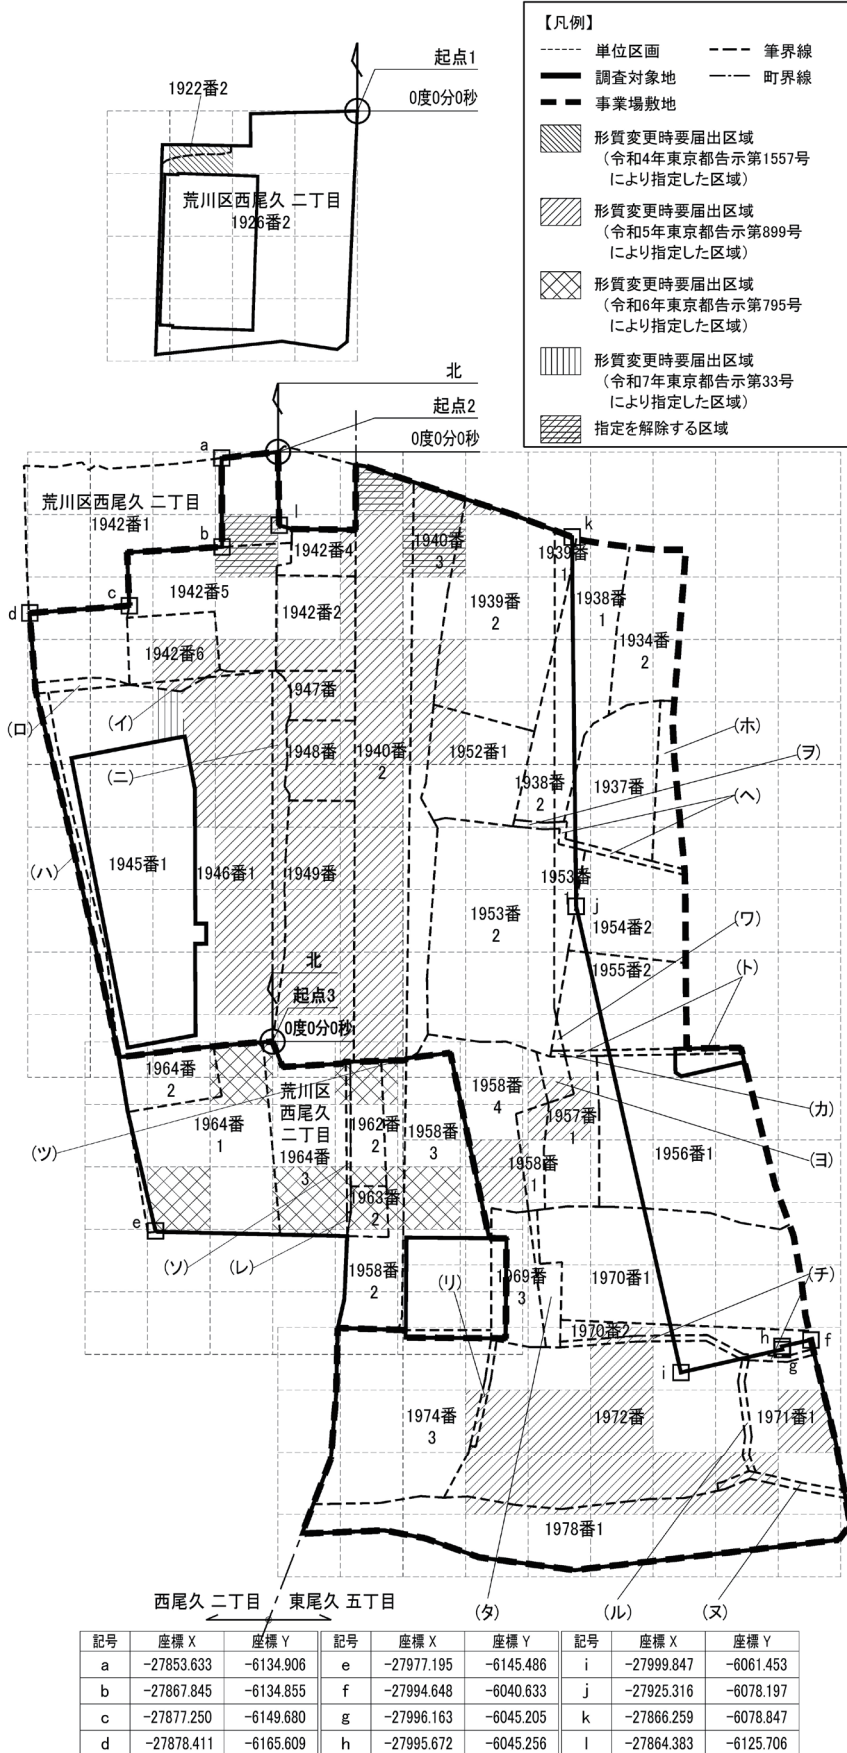 【凡例】
単位区画
筆界線
調査対象地
町界線
事業場敷地
形質変更時要届出区域
（令和4年東京都告示第1557号
により指定した区域）
形質変更時要届出区域
（令和5年東京都告示第899号
により指定した区域）
形質変更時要届出区域
（令和6年東京都告示第795号
により指定した区域）
形質変更時要届出区域
（令和7年東京都告示第33号
により指定した区域）
指定を解除する区域
起点1
0度0分0秒
1922番2
荒川区西尾久 二丁目
1926番2
北
起点2
0度0分0秒
a
荒川区西尾久 二丁目
1942番1
b
l
k
1942番4
1940番
3
1939番
1
1942番5
c
d
1942番2
1939番
2
1938番
1
1934番
2
1942番6
(ロ)
(イ)
1947番
(ニ)
1948番
1940番
2
1952番1
(ホ)
(ヲ)
1938番
2
1937番
(ヘ)
(ハ)
1945番1
1946番1
1949番
1953番
1
j
1953番
2
1954番2
(ワ)
1955番2
(ト)
北
起点3
0度0分0秒
1964番
2
荒川区
西尾久
二丁目
1964番
3
1964番
1
1962番
2
1958番
3
1958番
4
1957番
1
(カ)
(ツ)
1958番
1
1956番1
(ヨ)
1963番
2
e
(ソ)
(レ)
1958番
2
(リ)
1969番
3
1970番1
(チ)
1970番2
h
f
g
i
1974番
3
1972番
1971番1
1978番1
西尾久 二丁目
東尾久 五丁目
(タ)
(ル)
(ヌ)
記号 座標 X 座標 Y 記号 座標 X 座標 Y 記号 座標 X 座標 Y
a -27853.633 -6134.906 e -27977.195 -6145.486 i -27999.847 -6061.453
b -27867.845 -6134.855 f -27994.648 -6040.633 j -27925.316 -6078.197
c -27877.250 -6149.680 g -27996.163 -6045.205 k -27866.259 -6078.847
d -27878.411 -6165.609 h -27995.672 -6045.256 l -27864.383 -6125.706